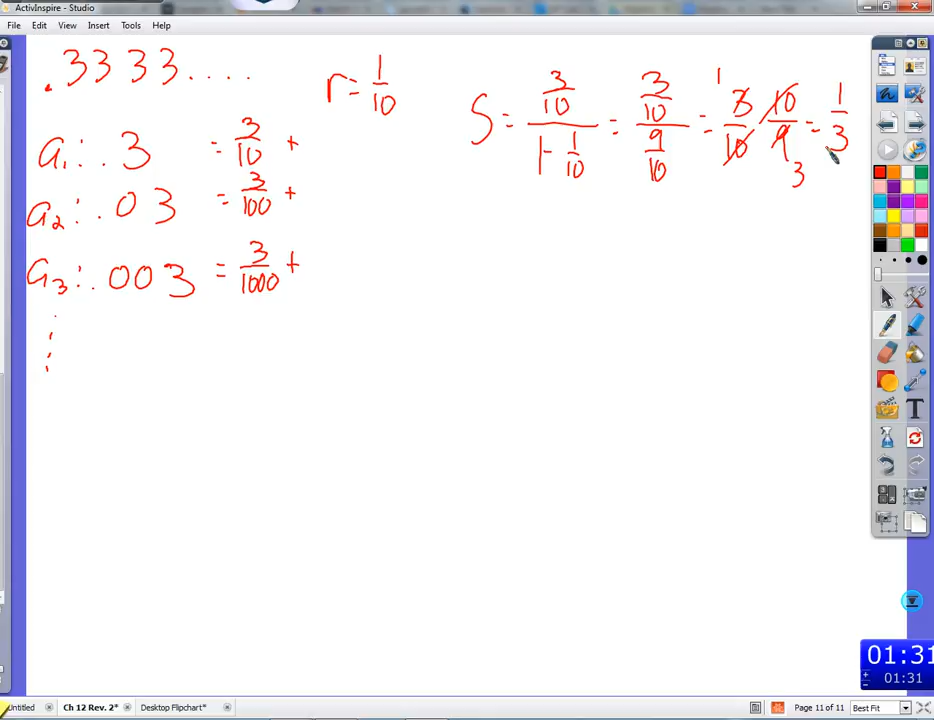 ActivInspire - Studio
File Edit View Insert Tools Help
.3333....
r = 1/10
S = (3/10)/(1 - 1/10) = (3/10)/(9/10) = 3/10 10/9 = 1/3
1
3
a₁: .3 = 3/10 +
a₂: .03 = 3/100 +
a₃: .003 = 3/1000 +
⋮
01:31
01:31
Untitled Ch 12 Rev. 2* Desktop Flipchart* Page 11 of 11 Best Fit